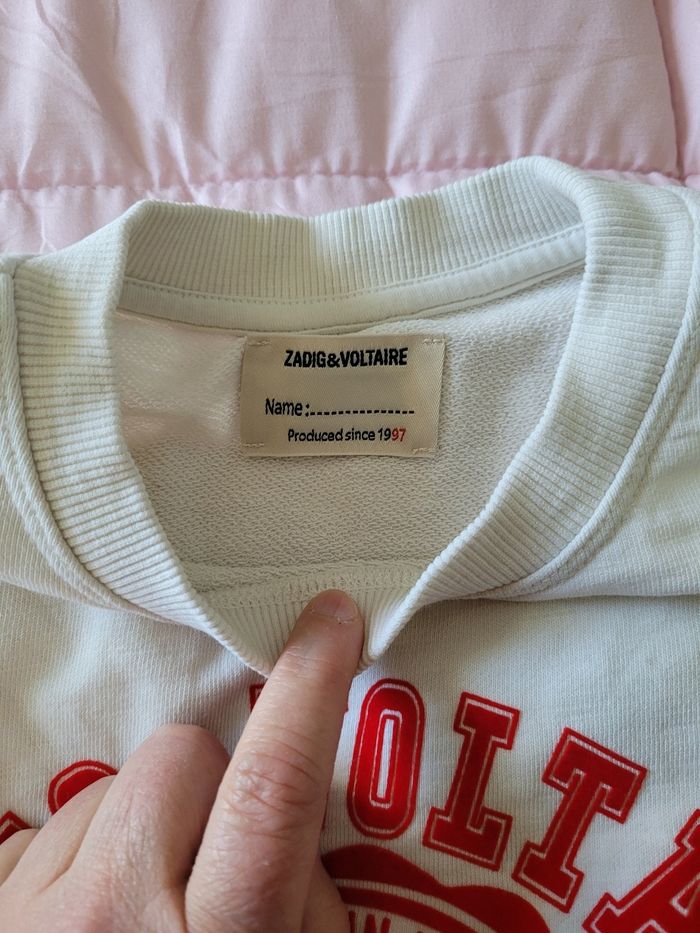 ZADIG&VOLTAIRE
Name:---------------
Produced since 1997
OLTA